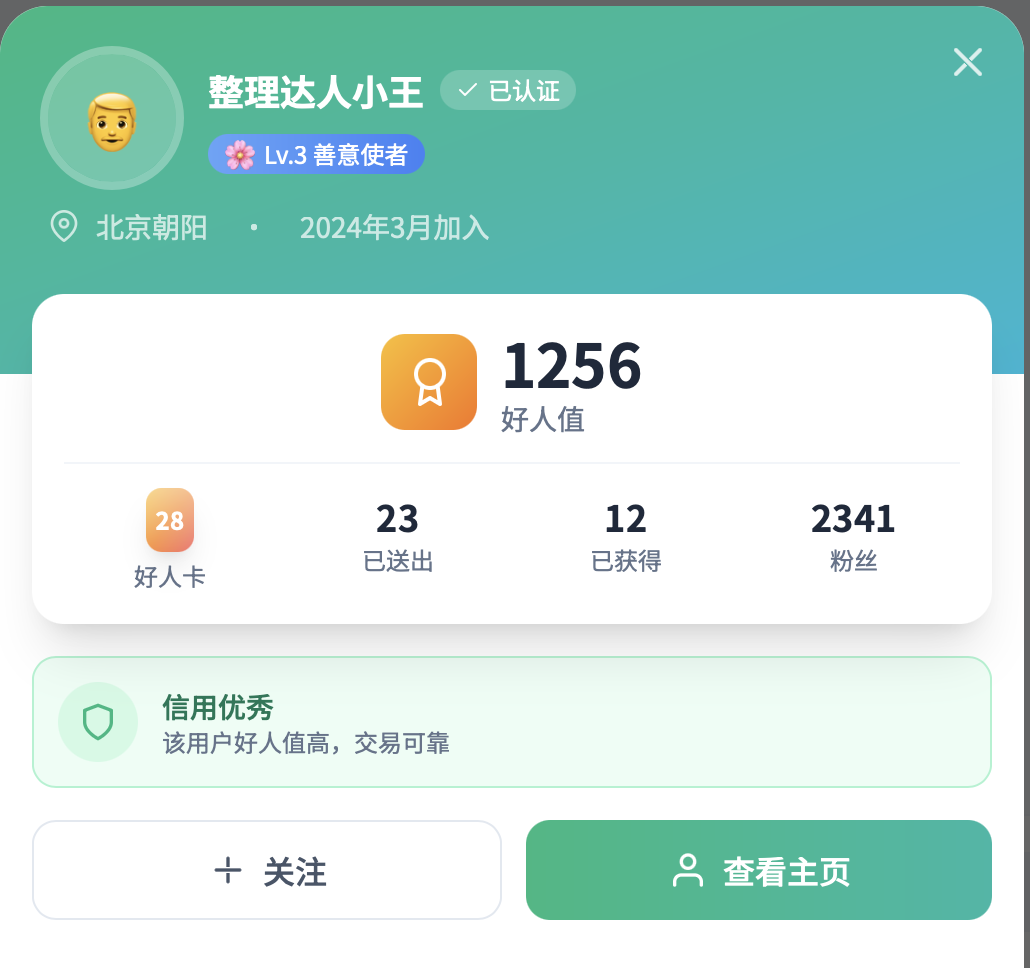 整理达人小王
已认证
Lv.3 善意使者
北京朝阳 · 2024年3月加入
1256
好人值
28
好人卡
23
已送出
12
已获得
2341
粉丝
信用优秀
该用户好人值高，交易可靠
关注
查看主页